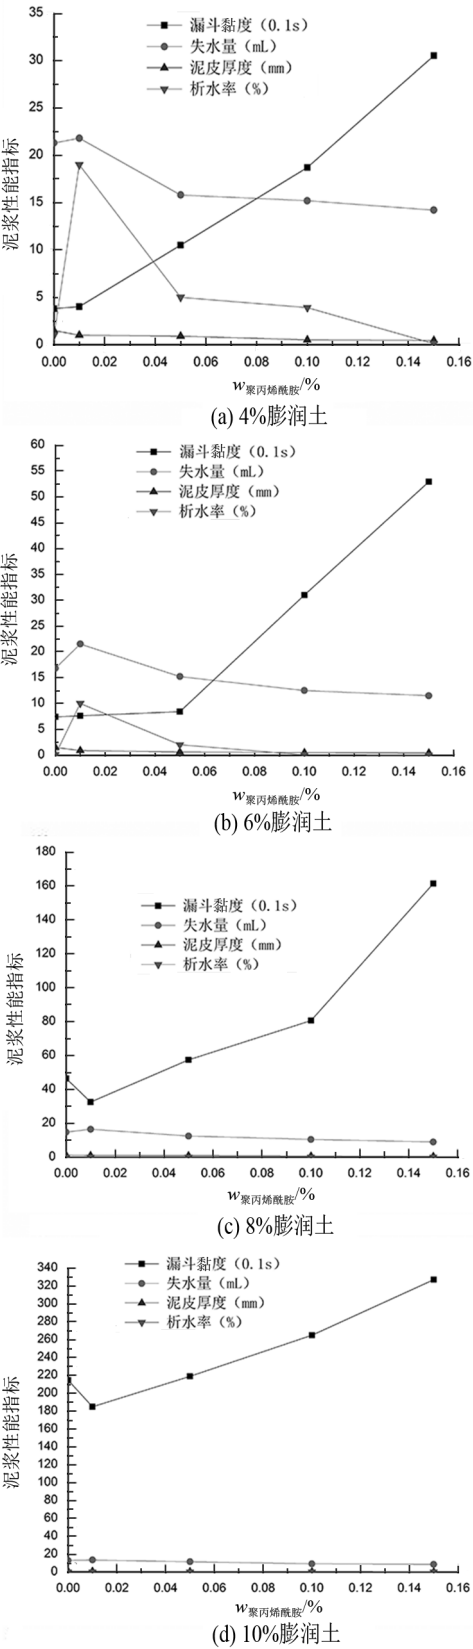 漏斗黏度（0.1s）
失水量（mL）
泥皮厚度（mm）
析水率（%）
35
30
25
20
15
10
5
0
泥浆性能指标
0.00 0.02 0.04 0.06 0.08 0.10 0.12 0.14 0.16
w聚丙烯酰胺/%
(a) 4%膨润土
漏斗黏度（0.1s）
失水量（mL）
泥皮厚度（mm）
析水率（%）
60
55
50
45
40
35
30
25
20
15
10
5
0
泥浆性能指标
0.00 0.02 0.04 0.06 0.08 0.10 0.12 0.14 0.16
w聚丙烯酰胺/%
(b) 6%膨润土
漏斗黏度（0.1s）
失水量（mL）
泥皮厚度（mm）
析水率（%）
180
160
140
120
100
80
60
40
20
0
泥浆性能指标
0.00 0.02 0.04 0.06 0.08 0.10 0.12 0.14 0.16
w聚丙烯酰胺/%
(c) 8%膨润土
漏斗黏度（0.1s）
失水量（mL）
泥皮厚度（mm）
析水率（%）
340
320
300
280
260
240
220
200
180
160
140
120
100
80
60
40
20
0
泥浆性能指标
0.00 0.02 0.04 0.06 0.08 0.10 0.12 0.14 0.16
w聚丙烯酰胺/%
(d) 10%膨润土